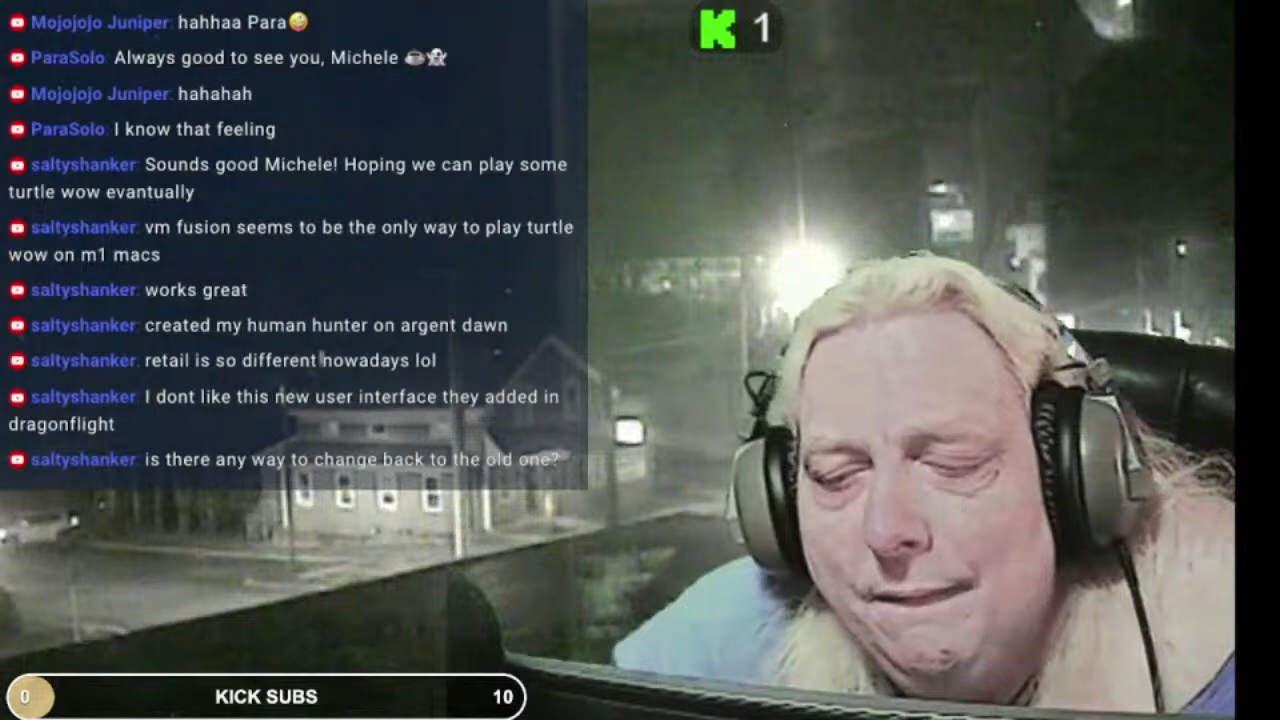 Mojojojo Juniper: hahhaa Para🤪
K 1
ParaSolo: Always good to see you, Michele ☕👻
Mojojojo Juniper: hahahah
ParaSolo: I know that feeling
saltyshanker: Sounds good Michele! Hoping we can play some
turtle wow evantually
saltyshanker: vm fusion seems to be the only way to play turtle
wow on m1 macs
saltyshanker: works great
saltyshanker: created my human hunter on argent dawn
saltyshanker: retail is so different nowadays lol
saltyshanker: I dont like this new user interface they added in
dragonflight
saltyshanker: is there any way to change back to the old one?
0 KICK SUBS 10